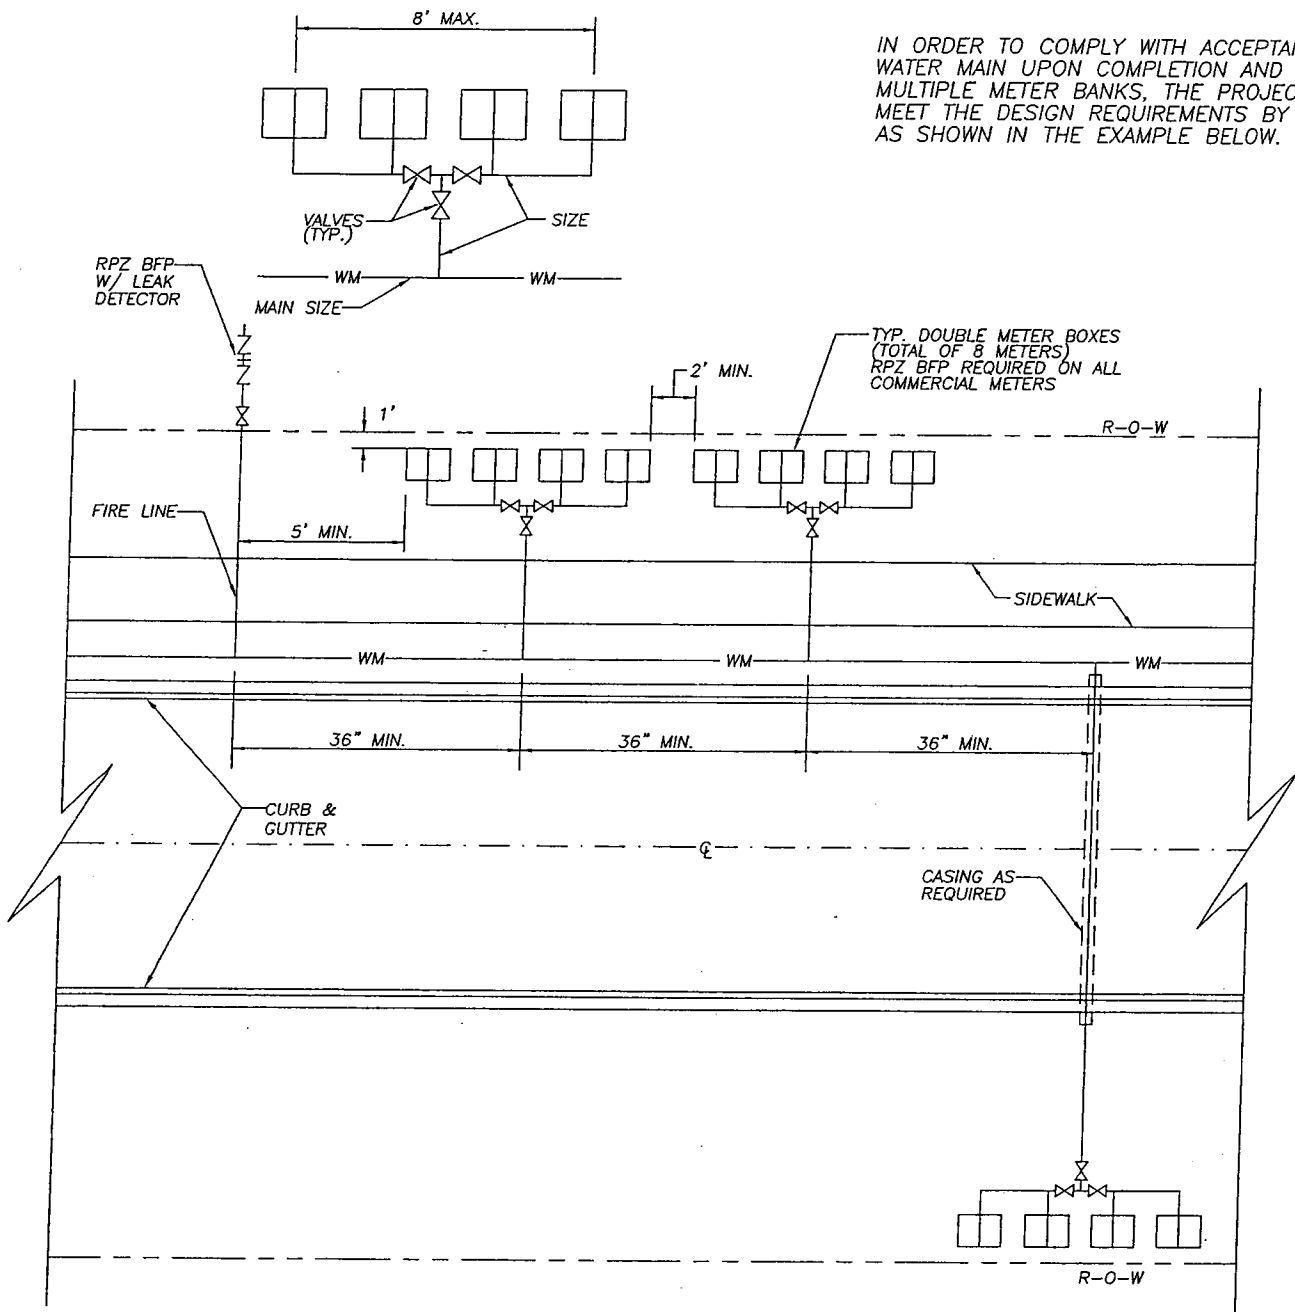 8' MAX.
IN ORDER TO COMPLY WITH
WATER MAIN UPON COMPLETION AND
MULTIPLE METER BANKS, THE
MEET THE DESIGN REQUIREMENTS BY
AS SHOWN IN THE EXAMPLE BELOW.
VALVES
(TYP.)
SIZE
RPZ BFP
W/ LEAK
DETECTOR
WM
WM
MAIN SIZE
TYP. DOUBLE METER BOXES
(TOTAL OF 8 METERS)
RPZ BFP REQUIRED ON ALL
COMMERCIAL METERS
2' MIN.
1'
R-O-W
FIRE LINE
5' MIN.
SIDEWALK
WM
WM
WM
36" MIN.
36" MIN.
36" MIN.
CURB &
GUTTER
CL
CASING AS
REQUIRED
R-O-W